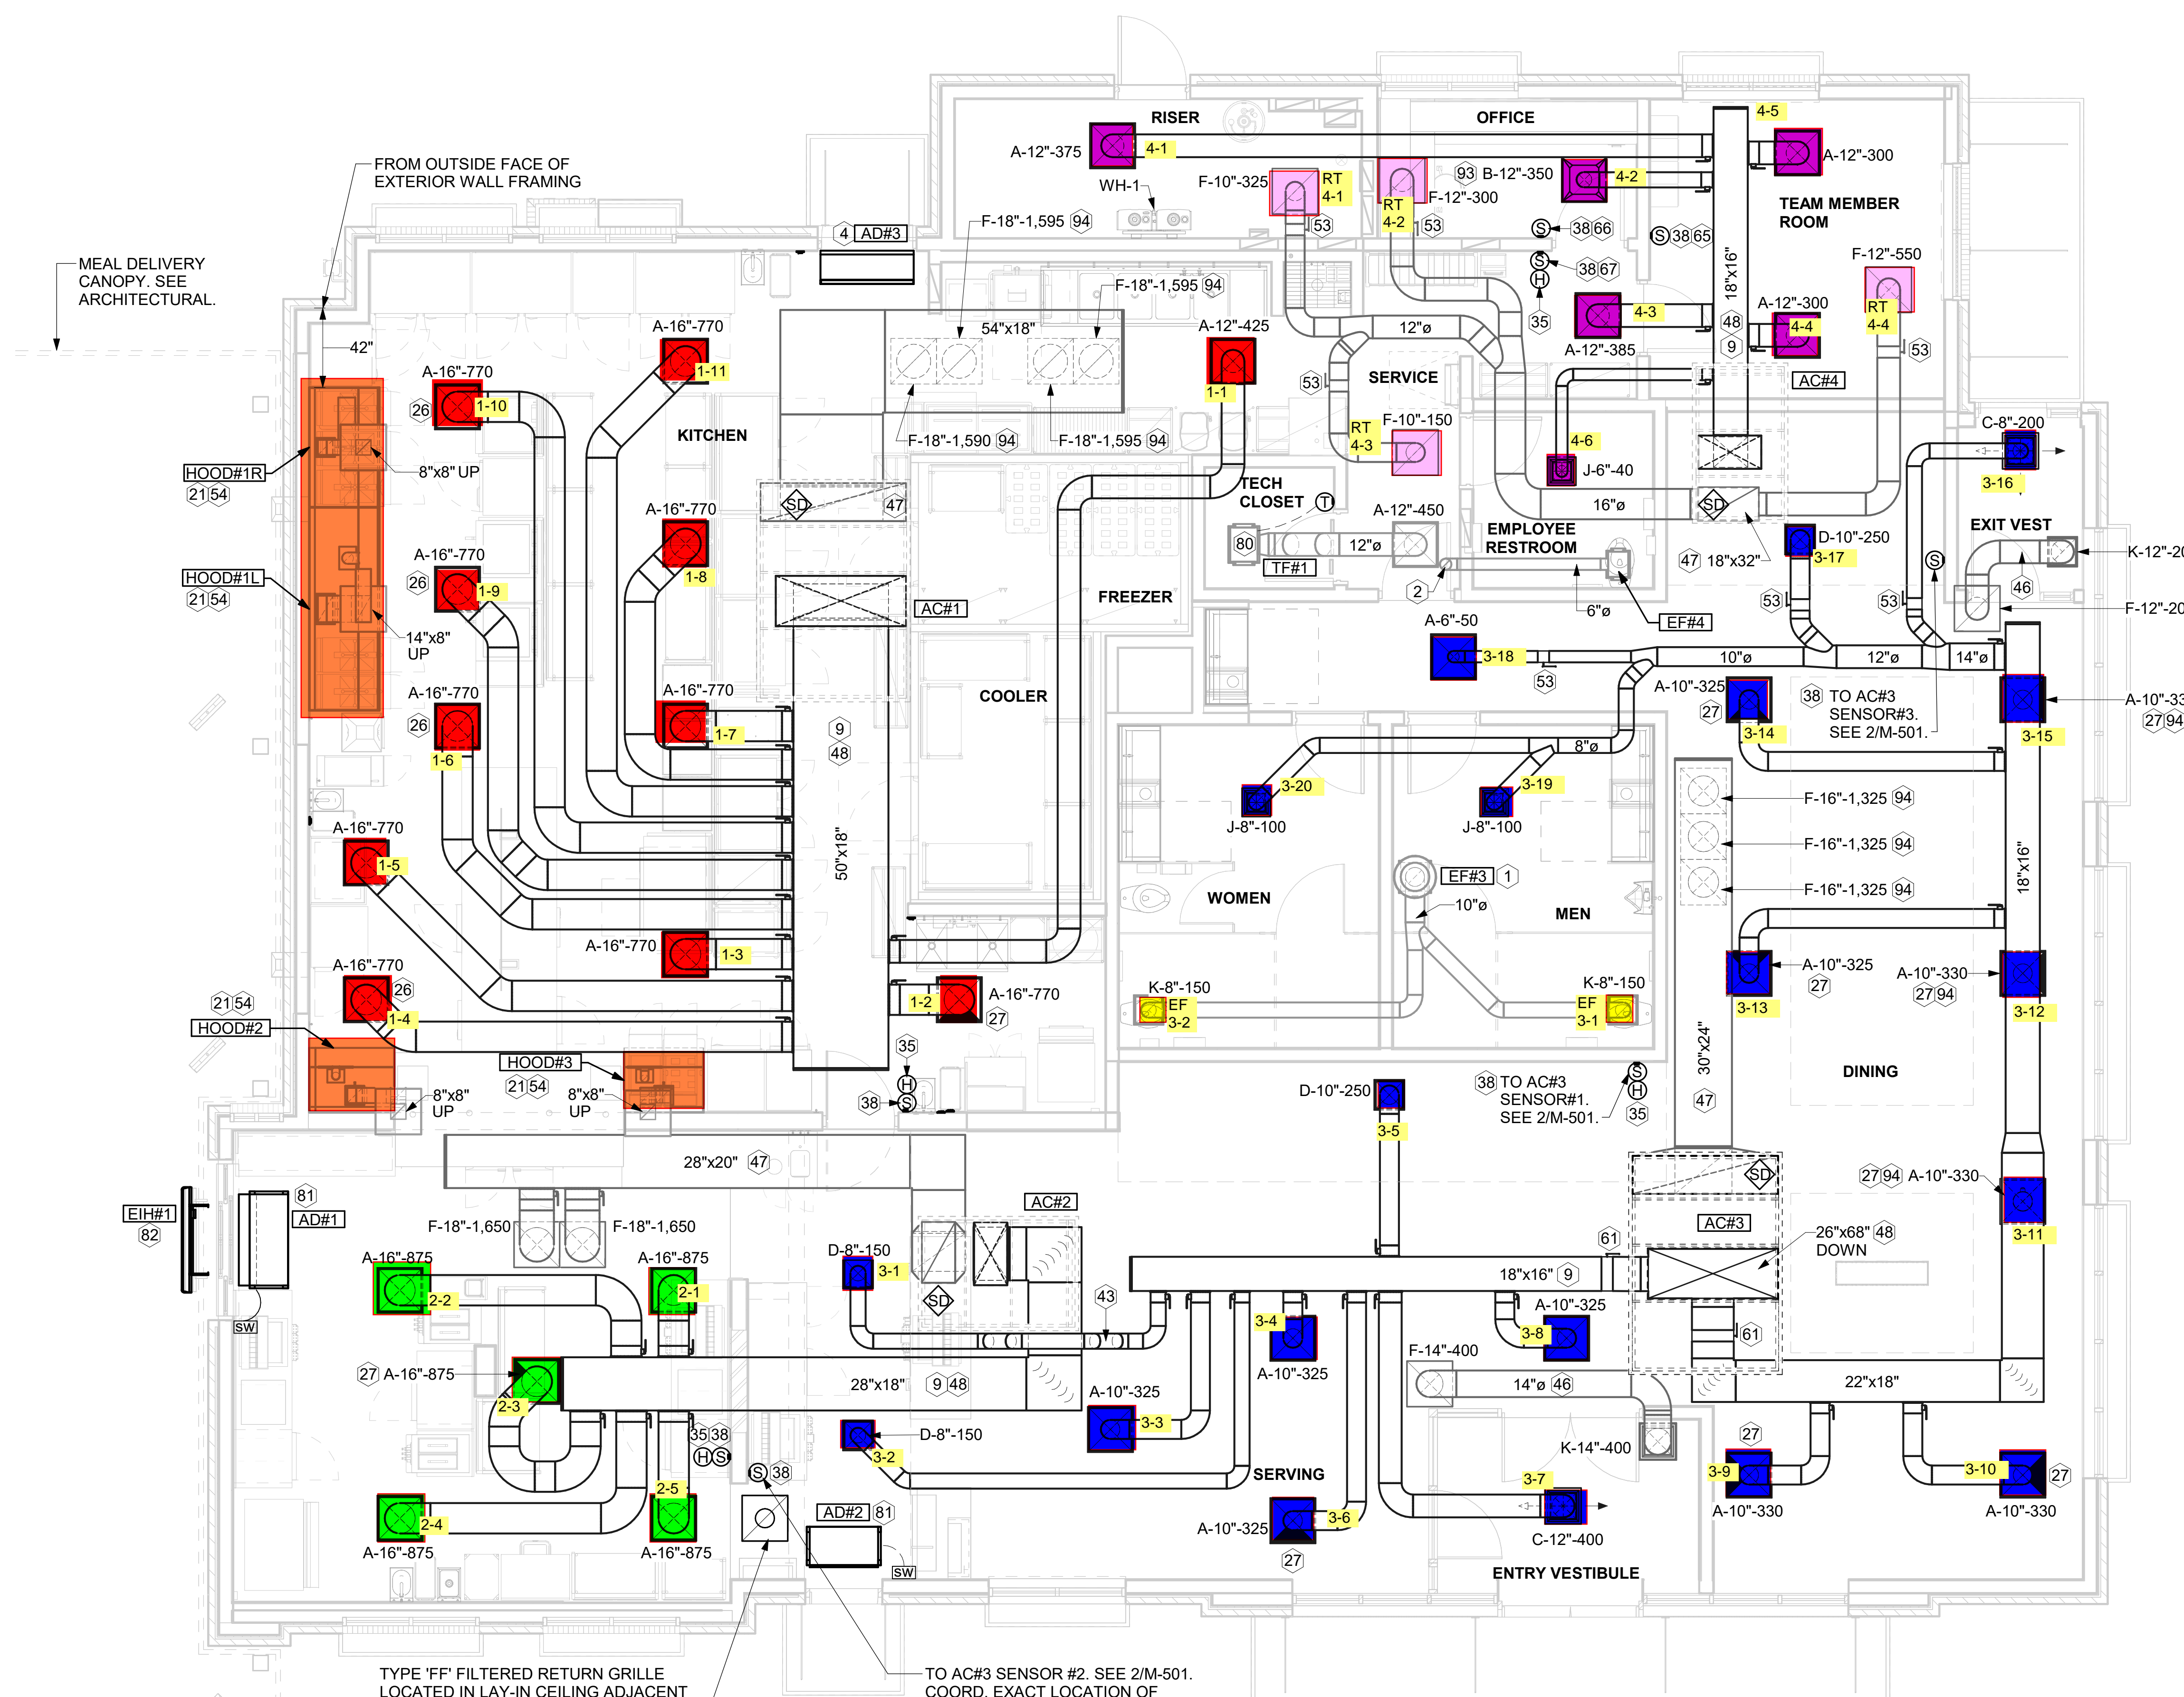 RISER
OFFICE
4-5
A-12"-375
4-1
A-12"-300
FROM OUTSIDE FACE OF
EXTERIOR WALL FRAMING
WH-1
F-10"-325
RT
4-1
93
B-12"-350
4-2
F-12"-300
RT
4-2
53
53
TEAM MEMBER
ROOM
F-18"-1,595 94
4 AD#3
S 38 66
S 38 65
S 38 67
H
35
MEAL DELIVERY
CANOPY. SEE
ARCHITECTURAL.
F-12"-550
RT
4-4
18"x16"
F-18"-1,595 94
A-12"-300
4-4
4-3
48
9
42"
A-16"-770
1-11
54"x18"
A-12"-425
1-1
12"ø
A-12"-385
53
A-16"-770
26
1-10
SERVICE
53
AC#4
KITCHEN
F-18"-1,590 94
F-18"-1,595 94
RT
4-3
F-10"-150
4-6
J-6"-40
C-8"-200
3-16
HOOD#1R
21 54
8"x8" UP
TECH
CLOSET
T
SD
47
A-16"-770
1-8
A-12"-450
80
12"ø
TF#1
16"ø
SD
EMPLOYEE
RESTROOM
EXIT VEST
47 18"x32"
D-10"-250
3-17
S
46
K-12"-20
F-12"-20
A-16"-770
26
1-9
HOOD#1L
21 54
14"x8"
UP
AC#1
FREEZER
2
6"ø
EF#4
53
53
A-6"-50
3-18
53
10"ø
12"ø
14"ø
A-16"-770
26
1-6
A-16"-770
1-7
COOLER
A-10"-325
27
3-14
38 TO AC#3
SENSOR#3.
SEE 2/M-501.
A-10"-33
27 94
3-15
9
48
8"ø
3-20
3-19
J-8"-100
J-8"-100
F-16"-1,325 94
F-16"-1,325 94
F-16"-1,325 94
A-16"-770
1-5
50"x18"
18"x16"
EF#3 1
10"ø
WOMEN
MEN
A-16"-770
1-3
A-16"-770
26
1-4
1-2
A-16"-770
27
K-8"-150
EF
3-2
K-8"-150
EF
3-1
A-10"-325
27
3-13
A-10"-330
27 94
3-12
21 54
HOOD#2
HOOD#3
21 54
8"x8"
UP
8"x8"
UP
35
H
38 S
30"x24"
47
DINING
D-10"-250
3-5
38 TO AC#3
SENSOR#1.
SEE 2/M-501.
S
H
35
28"x20" 47
SD
27 94 A-10"-330
3-11
EIH#1
82
81
AD#1
SW
F-18"-1,650
F-18"-1,650
AC#2
AC#3
26"x68" 48
DOWN
A-16"-875
2-2
A-16"-875
2-1
D-8"-150
3-1
SD
43
61
18"x16" 9
3-4
A-10"-325
A-10"-325
3-8
61
27 A-16"-875
2-3
28"x18"
9 48
F-14"-400
14"ø 46
22"x18"
A-10"-325
3-3
35 38
H S
S 38
D-8"-150
3-2
K-14"-400
27
3-9
A-10"-330
3-10
27
A-10"-330
SERVING
2-5
2-4
A-16"-875
A-16"-875
AD#2 81
SW
A-10"-325
3-6
27
3-7
C-12"-400
ENTRY VESTIBULE
TYPE 'FF' FILTERED RETURN GRILLE
LOCATED IN LAY-IN CEILING ADJACENT
TO AC#3 SENSOR #2. SEE 2/M-501.
COORD. EXACT LOCATION OF